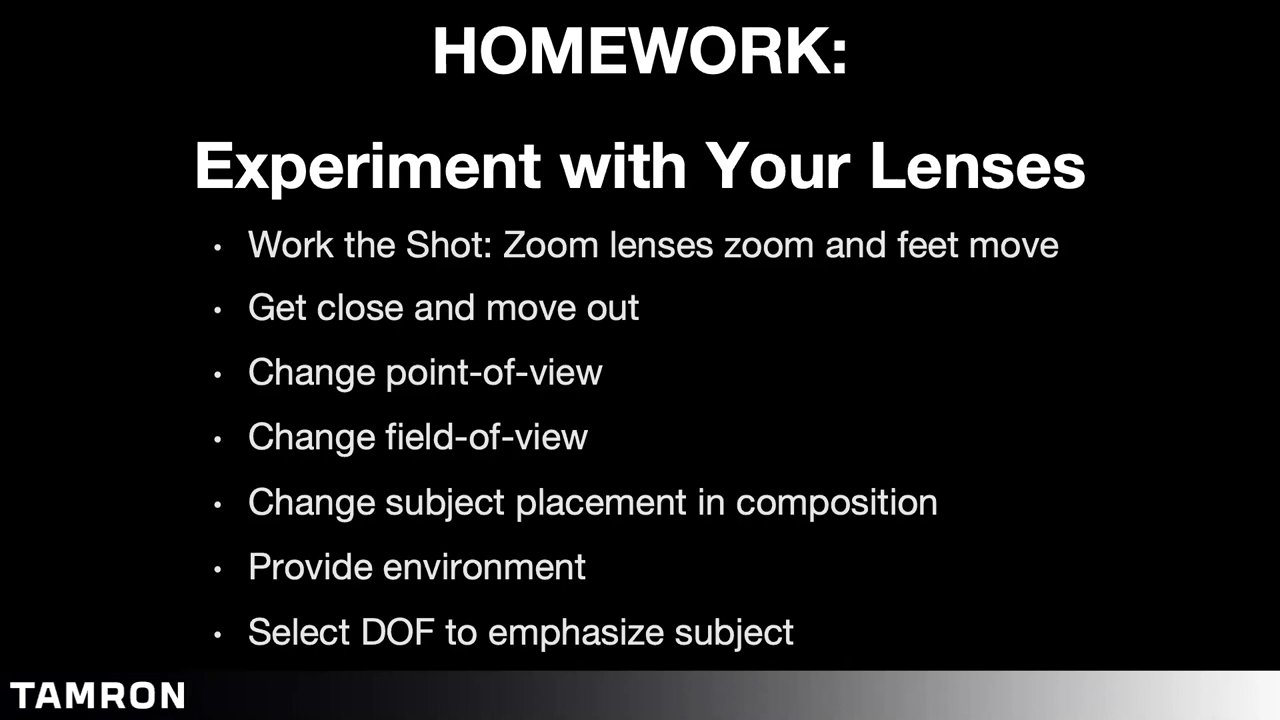 HOMEWORK:
Experiment with Your Lenses
• Work the Shot: Zoom lenses zoom and feet move
• Get close and move out
• Change point-of-view
• Change field-of-view
• Change subject placement in composition
• Provide environment
• Select DOF to emphasize subject
TAMRON